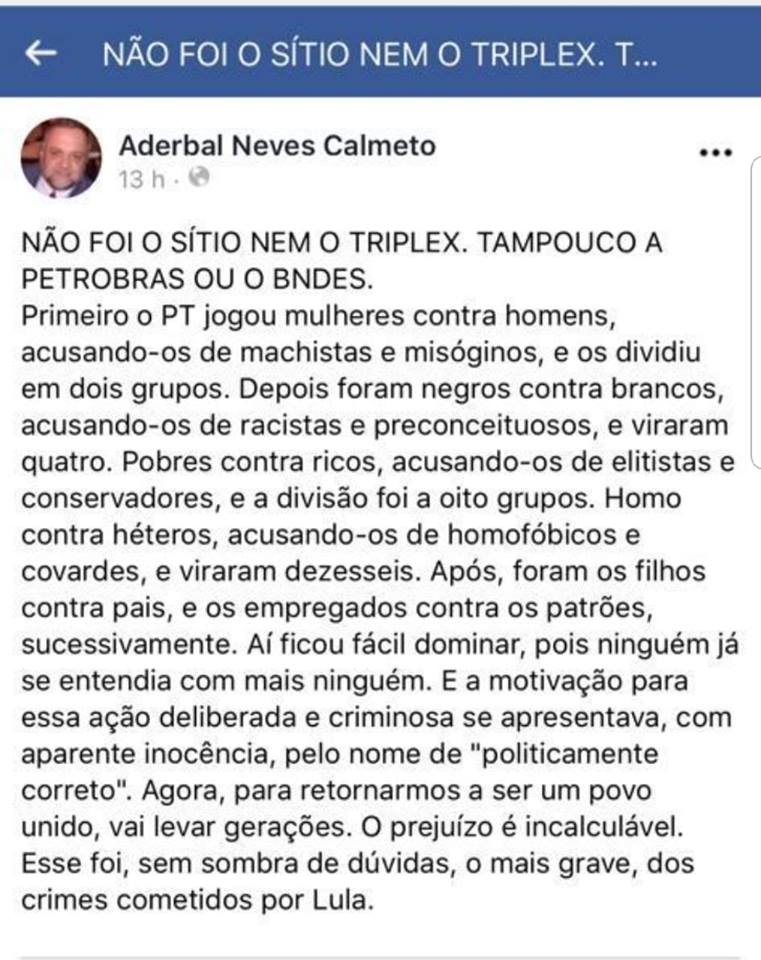 NÃO FOI O SÍTIO NEM O TRIPLEX. T...
Aderbal Neves Calmeto
13 h ·
NÃO FOI O SÍTIO NEM O TRIPLEX. TAMPOUCO A
PETROBRAS OU O BNDES.
Primeiro o PT jogou mulheres contra homens,
acusando-os de machistas e misóginos, e os dividiu
em dois grupos. Depois foram negros contra brancos,
acusando-os de racistas e preconceituosos, e viraram
quatro. Pobres contra ricos, acusando-os de elitistas e
conservadores, e a divisão foi a oito grupos. Homo
contra héteros, acusando-os de homofóbicos e
covardes, e viraram dezesseis. Após, foram os filhos
contra pais, e os empregados contra os patrões,
sucessivamente. Aí ficou fácil dominar, pois ninguém já
se entendia com mais ninguém. E a motivação para
essa ação deliberada e criminosa se apresentava, com
aparente inocência, pelo nome de "politicamente
correto". Agora, para retornarmos a ser um povo
unido, vai levar gerações. O prejuízo é incalculável.
Esse foi, sem sombra de dúvidas, o mais grave, dos
crimes cometidos por Lula.